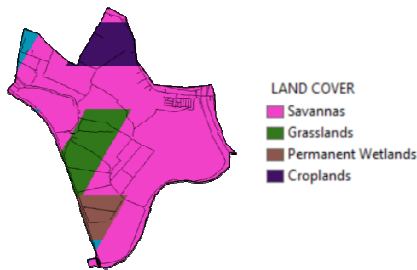 LAND COVER
Savannas
Grasslands
Permanent Wetlands
Croplands